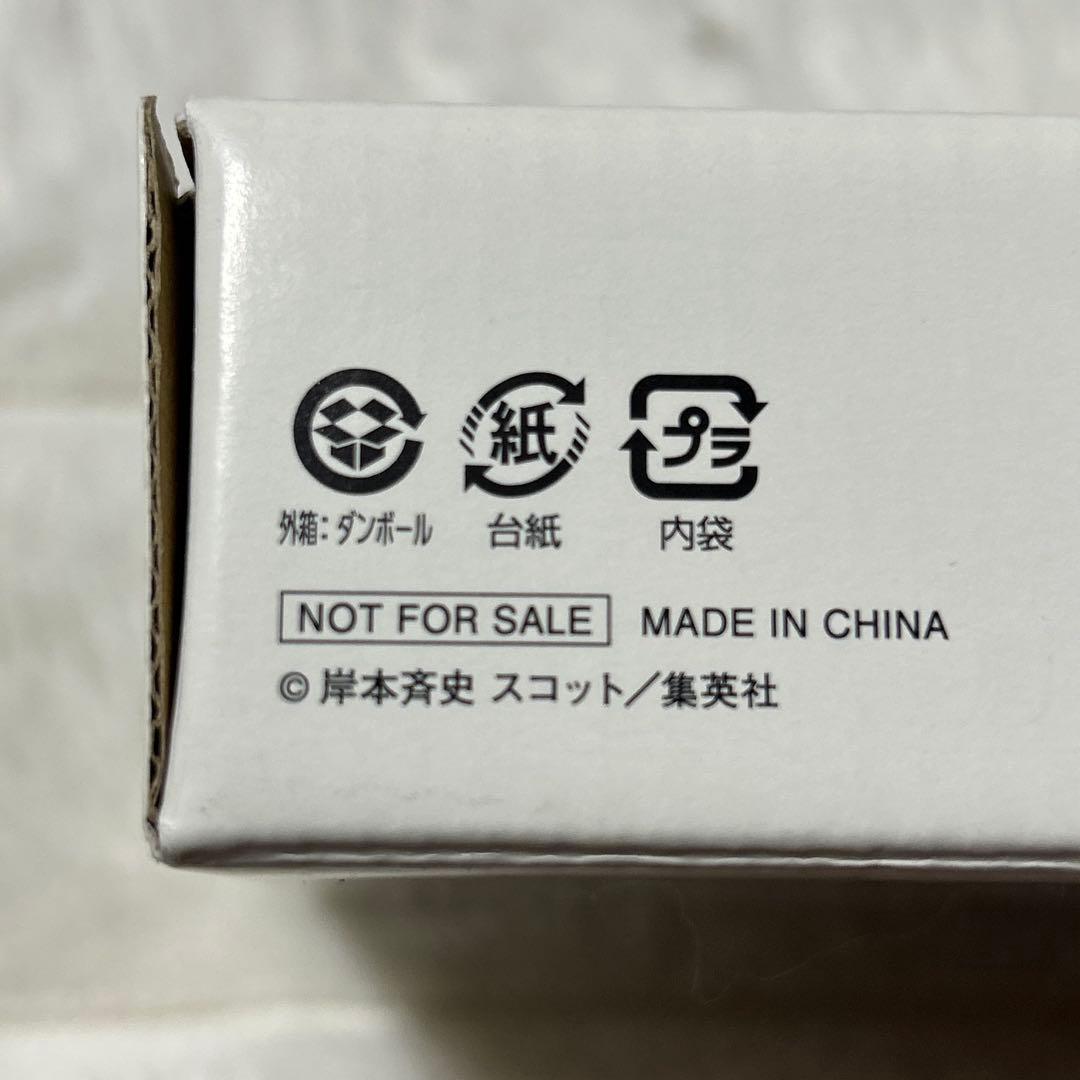 紙 プラ
外箱：ダンボール 台紙 内袋
NOT FOR SALE MADE IN CHINA
© 岸本斉史 スコット／集英社